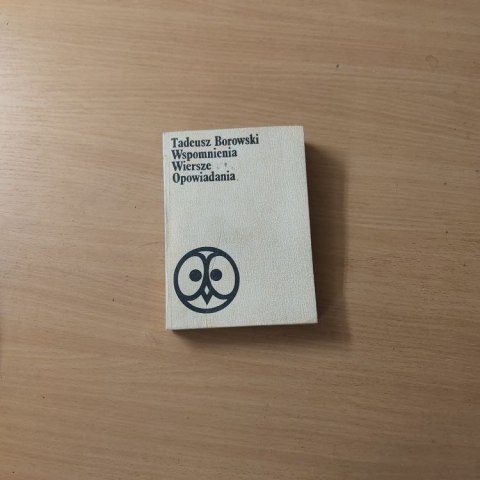 Tadeusz Borowski
Wspomnienia
Wiersze
Opowiadania